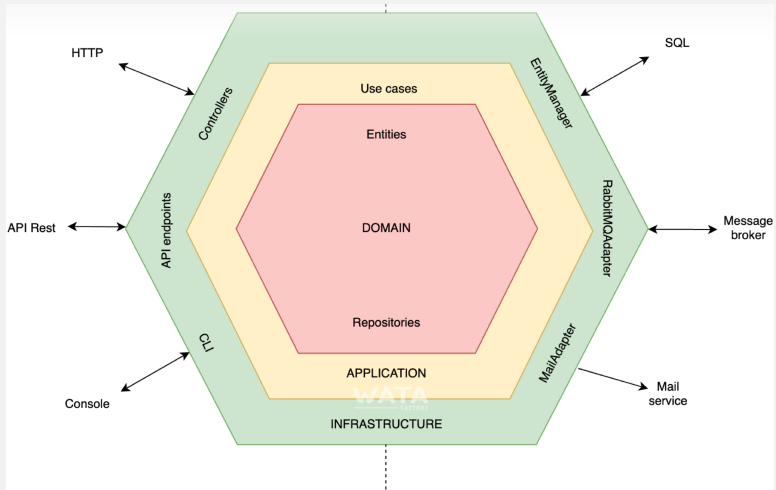 HTTP
SQL
Controllers
EntityManager
Use cases
Entities
API Rest
API endpoints
DOMAIN
RabbitMQAdapter
Message
broker
Repositories
CLI
MailAdapter
APPLICATION
Console
Mail
service
WATA
FACTORY
INFRASTRUCTURE